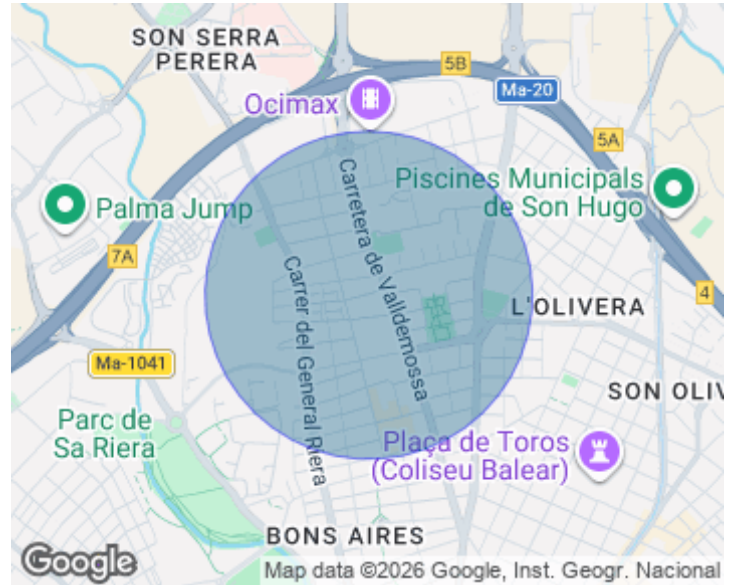 SON SERRA
PERERA
5B
Ma-20
Ocimax
5A
Piscines Municipals
de Son Hugo
Palma Jump
7A
Carretera de Valldemossa
Carrer del General Riera
4
L'OLIVERA
Ma-1041
SON OLIV
Parc de
Sa Riera
Plaça de Toros
(Coliseu Balear)
BONS AIRES
Google
Map data ©2026 Google, Inst. Geogr. Nacional